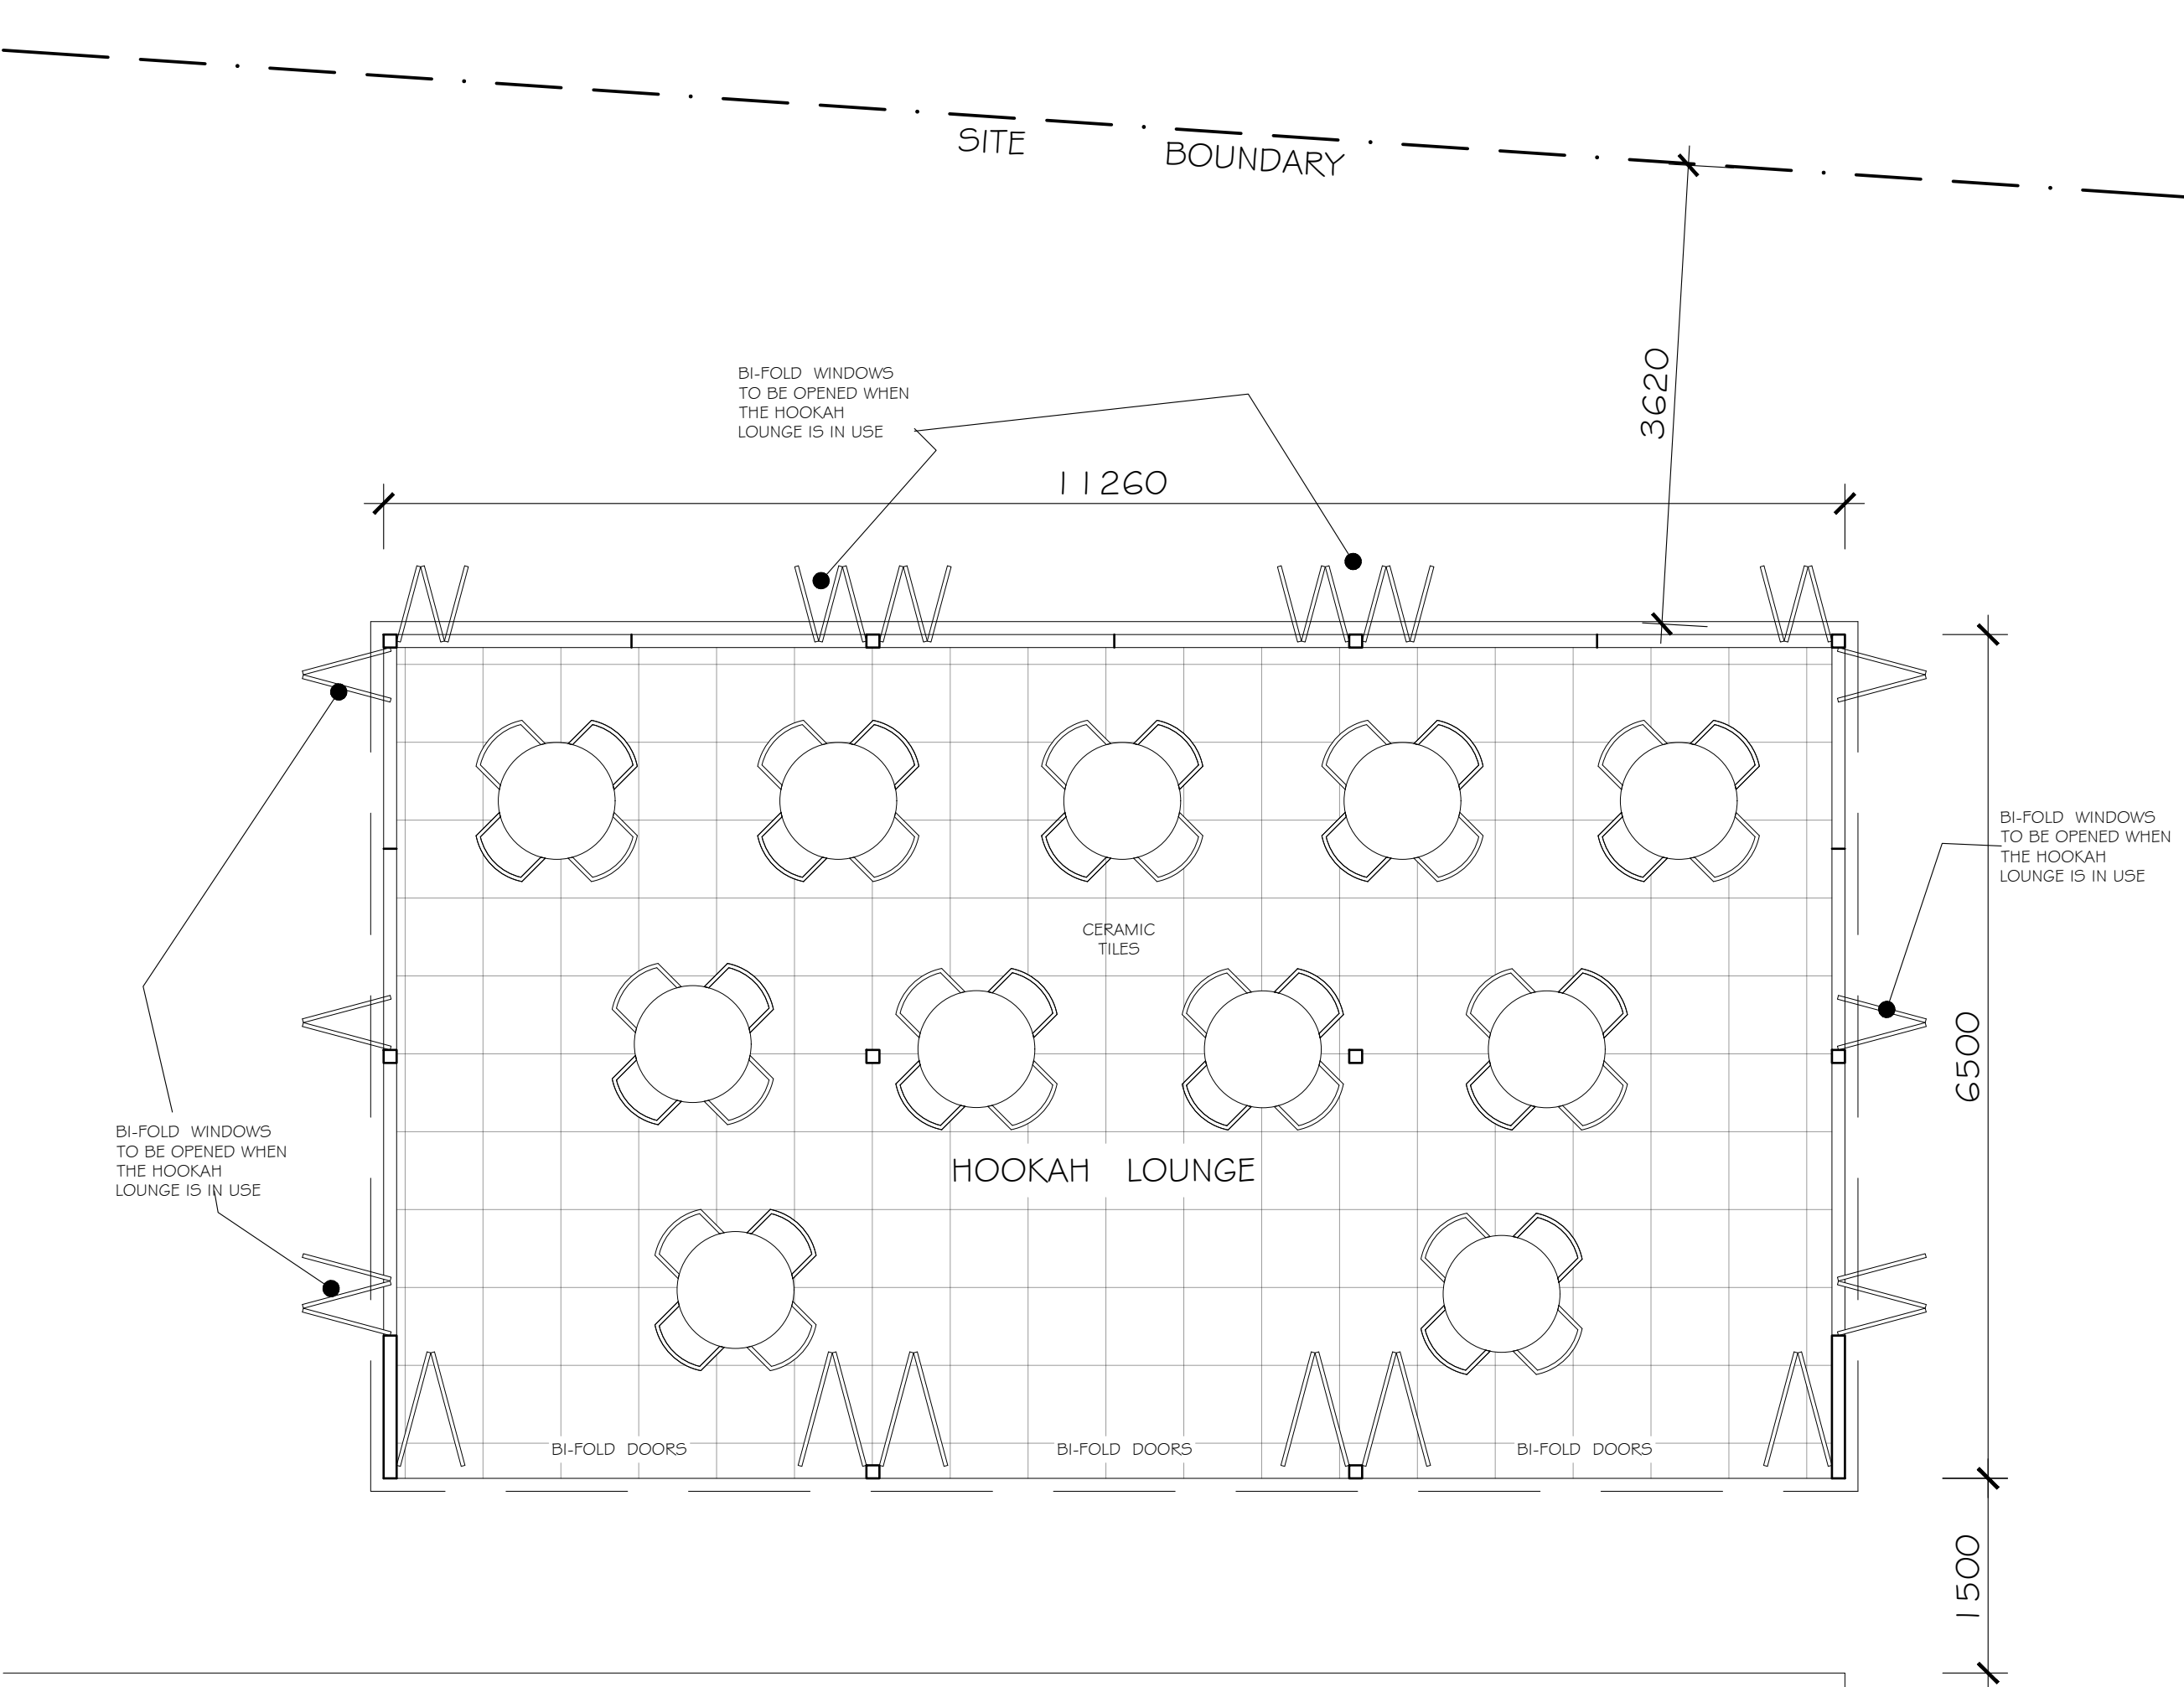 SITE BOUNDARY
3620
BI-FOLD WINDOWS
TO BE OPENED WHEN
THE HOOKAH
LOUNGE IS IN USE
11260
BI-FOLD WINDOWS
TO BE OPENED WHEN
THE HOOKAH
LOUNGE IS IN USE
CERAMIC
TILES
6500
BI-FOLD WINDOWS
TO BE OPENED WHEN
THE HOOKAH
LOUNGE IS IN USE
HOOKAH LOUNGE
BI-FOLD DOORS
BI-FOLD DOORS
BI-FOLD DOORS
1500